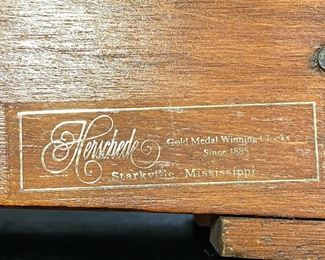 Herschede
Gold Medal Winning Clocks
Since 1885
Starkville, Mississippi